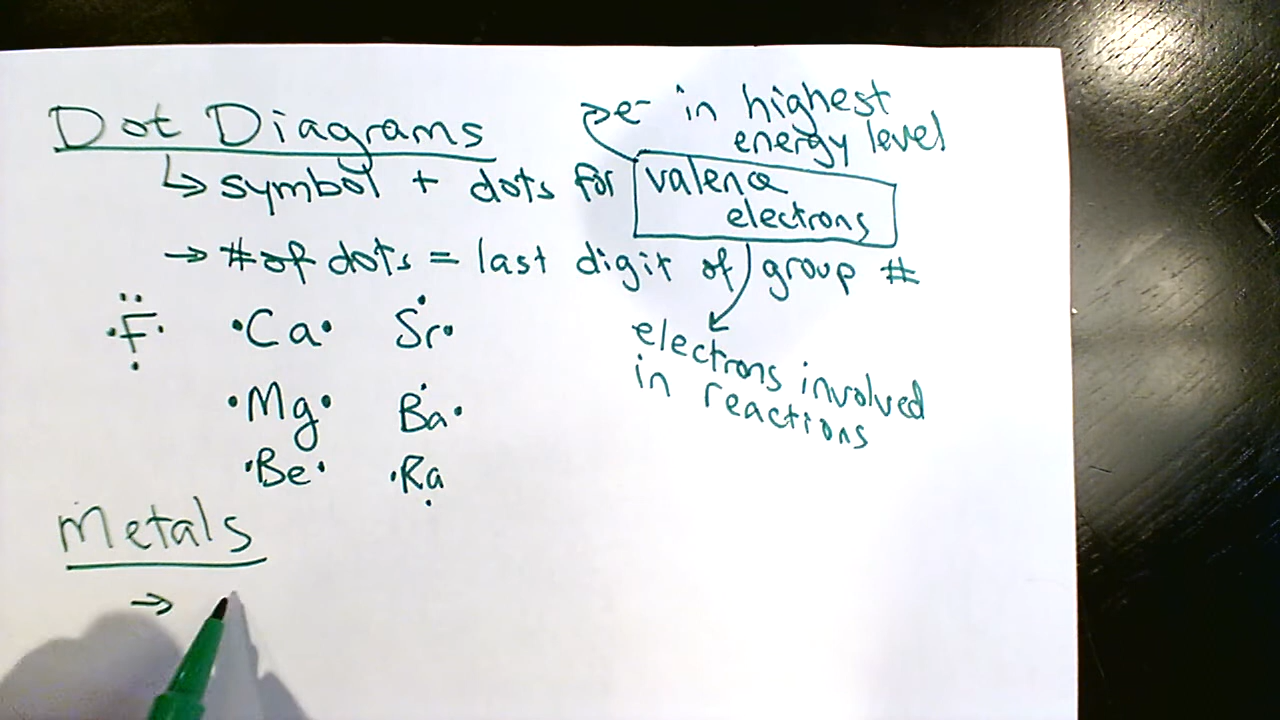 Dot Diagrams
e- in highest
energy level
↳ symbol + dots for valence
electrons
→ # of dots = last digit of group #
F Ca Sr
electrons involved
in reactions
Mg Ba
Be Ra
Metals
→